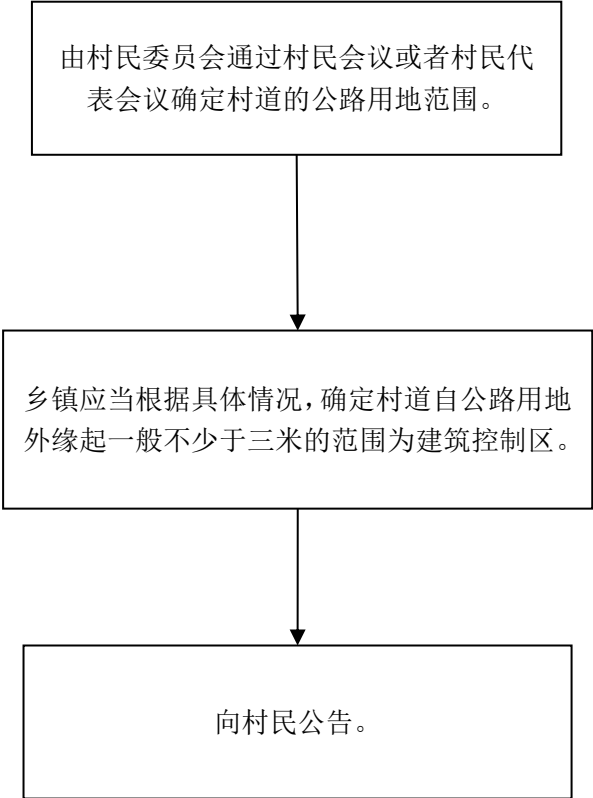 由村民委员会通过村民会议或者村民代
表会议确定村道的公路用地范围。
乡镇应当根据具体情况，确定村道自公路用地
外缘起一般不少于三米的范围为建筑控制区。
向村民公告。